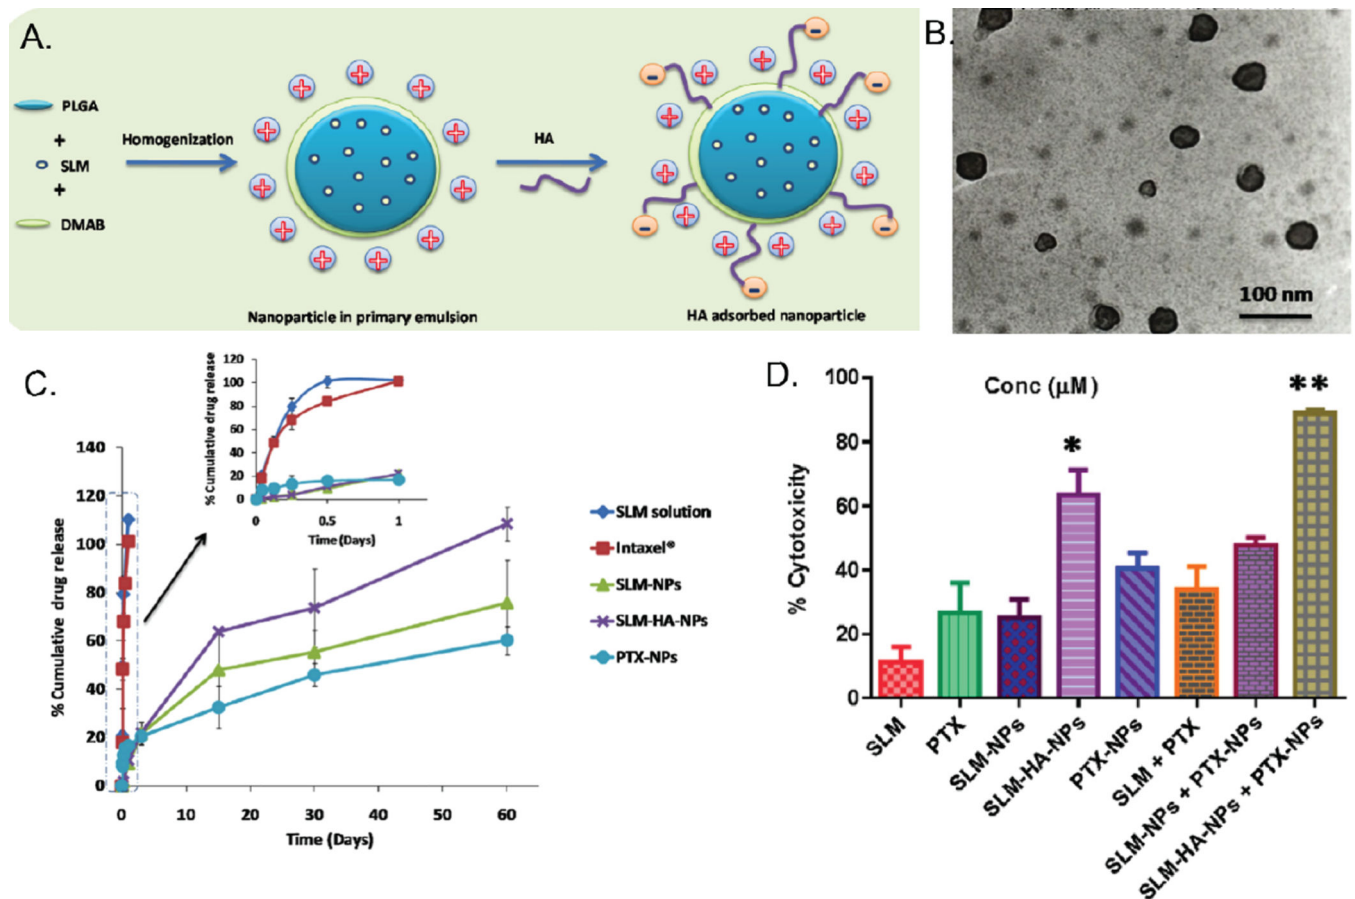 A.
PLGA
+
SLM
+
DMAB
Homogenization
HA
Nanoparticle in primary emulsion
HA adsorbed nanoparticle
B.
100 nm
C.
% Cumulative drug release
120
100
80
60
40
20
0
0
0.5
1
Time (Days)
% Cumulative drug release
140
120
100
80
60
40
20
0
0
10
20
30
40
50
60
Time (Days)
SLM solution
Intaxel®
SLM-NPs
SLM-HA-NPs
PTX-NPs
D.
Conc (μM)
% Cytotoxicity
100
80
60
40
20
0
*
**
SLM
PTX
SLM-NPs
SLM-HA-NPs
PTX-NPs
SLM + PTX
SLM-NPs + PTX-NPs
SLM-HA-NPs + PTX-NPs